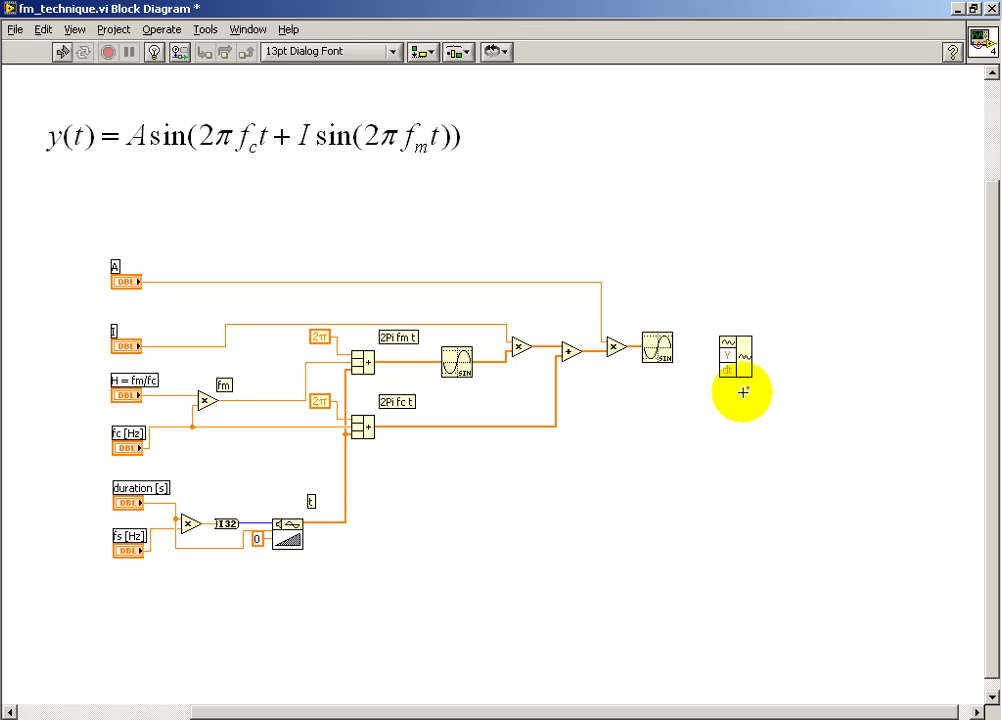 fm_technique.vi Block Diagram *
File Edit View Project Operate Tools Window Help
13pt Dialog Font
4
y(t) = A sin(2π f_c t + I sin(2π f_m t))
A
DBL
I
DBL
2π
2Pi fm t
SIN
SIN
Y
dt
H = fm/fc
DBL
fm
2π
2Pi fc t
fc [Hz]
DBL
duration [s]
DBL
t
I32
0
fs [Hz]
DBL